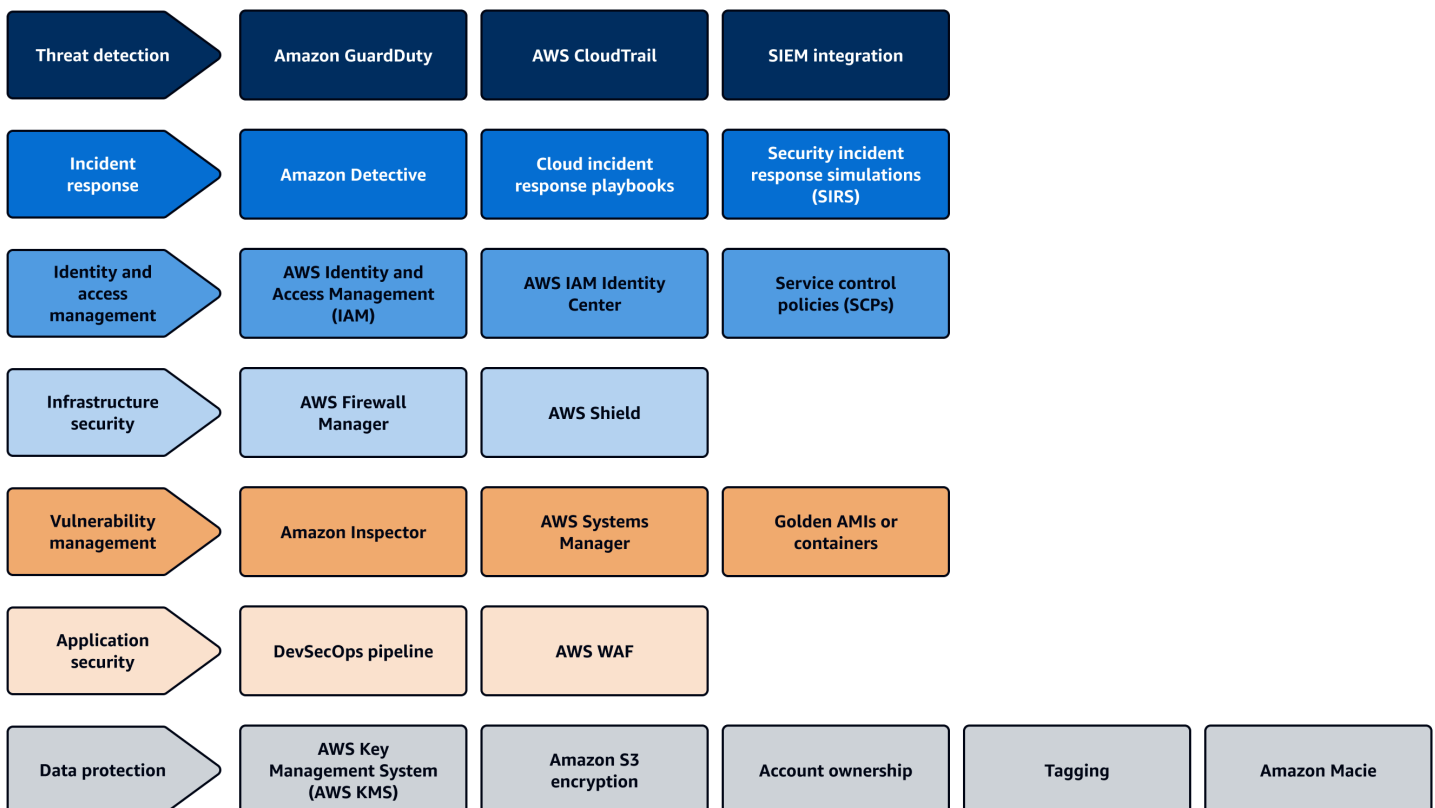 Threat detection
Amazon GuardDuty
AWS CloudTrail
SIEM integration
Incident
response
Amazon Detective
Cloud incident
response playbooks
Security incident
response simulations
(SIRS)
Identity and
access
management
AWS Identity and
Access Management
(IAM)
AWS IAM Identity
Center
Service control
policies (SCPs)
Infrastructure
security
AWS Firewall
Manager
AWS Shield
Vulnerability
management
Amazon Inspector
AWS Systems
Manager
Golden AMIs or
containers
Application
security
DevSecOps pipeline
AWS WAF
Data protection
AWS Key
Management System
(AWS KMS)
Amazon S3
encryption
Account ownership
Tagging
Amazon Macie